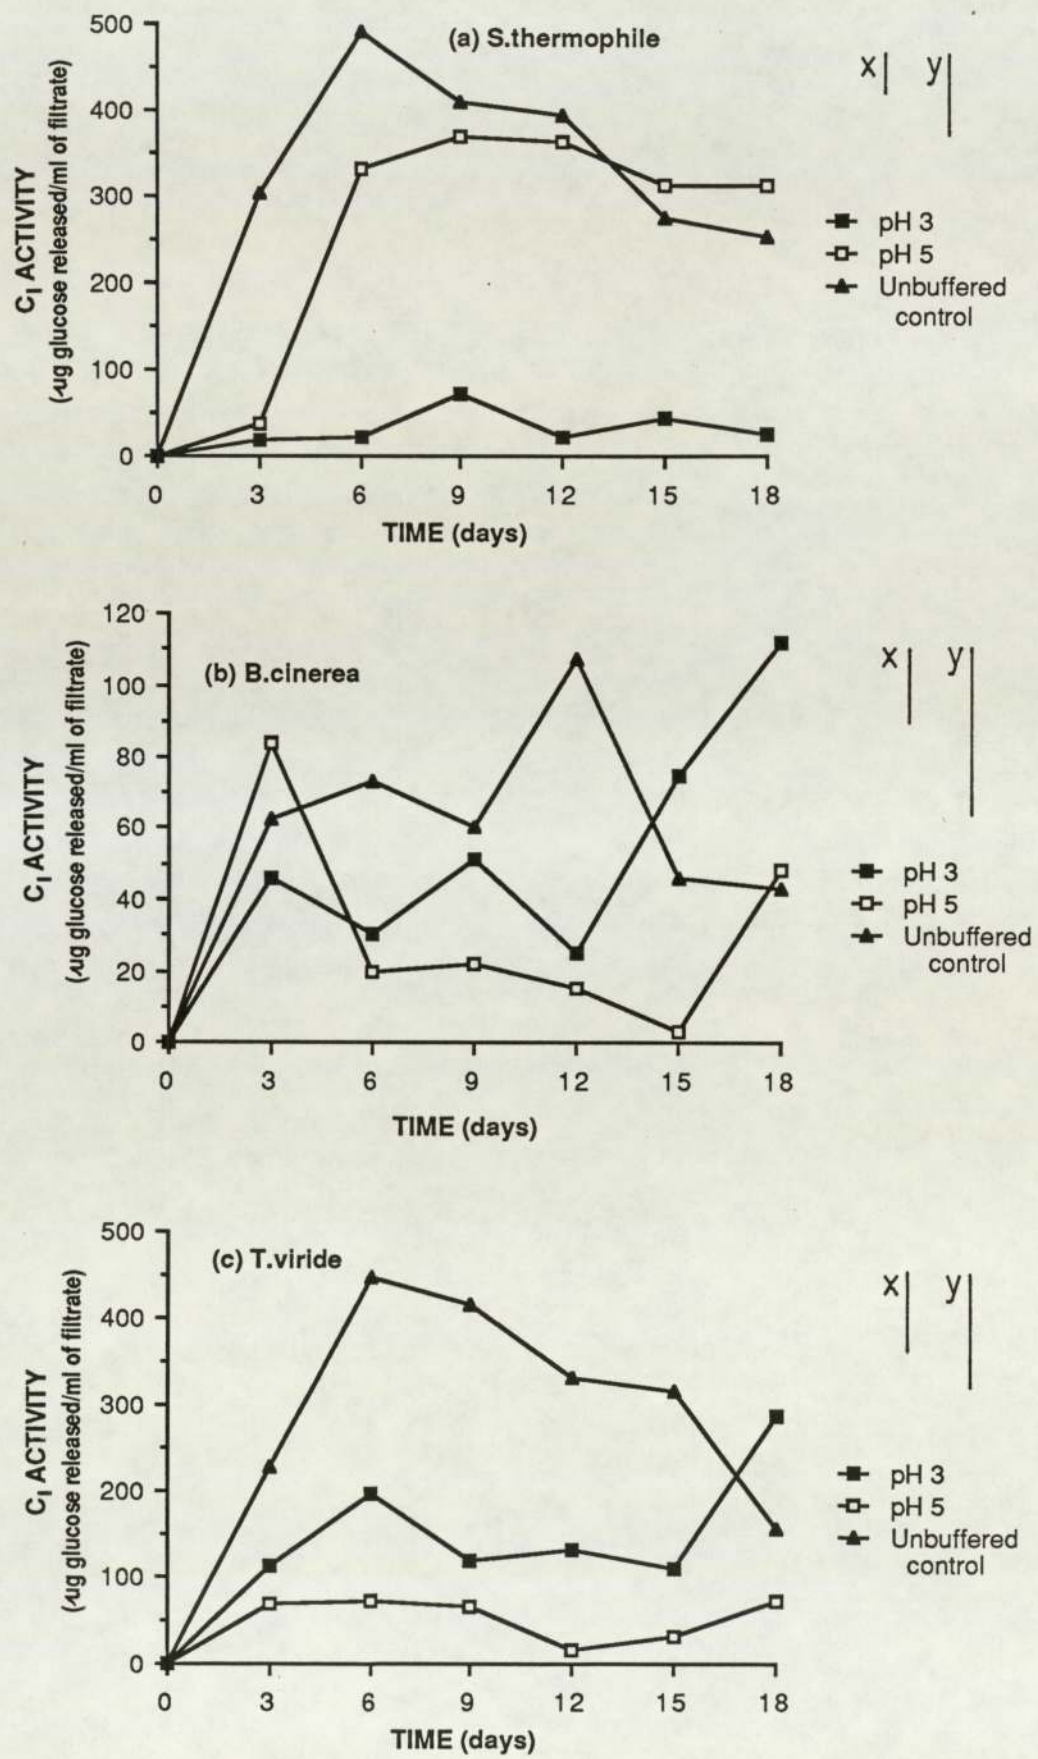 (a) S.thermophile
x
y
C₁ ACTIVITY
(µg glucose released/ml of filtrate)
500
400
300
200
100
0
pH 3
pH 5
Unbuffered
control
0 3 6 9 12 15 18
TIME (days)
(b) B.cinerea
x
y
C₁ ACTIVITY
(µg glucose released/ml of filtrate)
120
100
80
60
40
20
0
pH 3
pH 5
Unbuffered
control
0 3 6 9 12 15 18
TIME (days)
(c) T.viride
x
y
C₁ ACTIVITY
(µg glucose released/ml of filtrate)
500
400
300
200
100
0
pH 3
pH 5
Unbuffered
control
0 3 6 9 12 15 18
TIME (days)